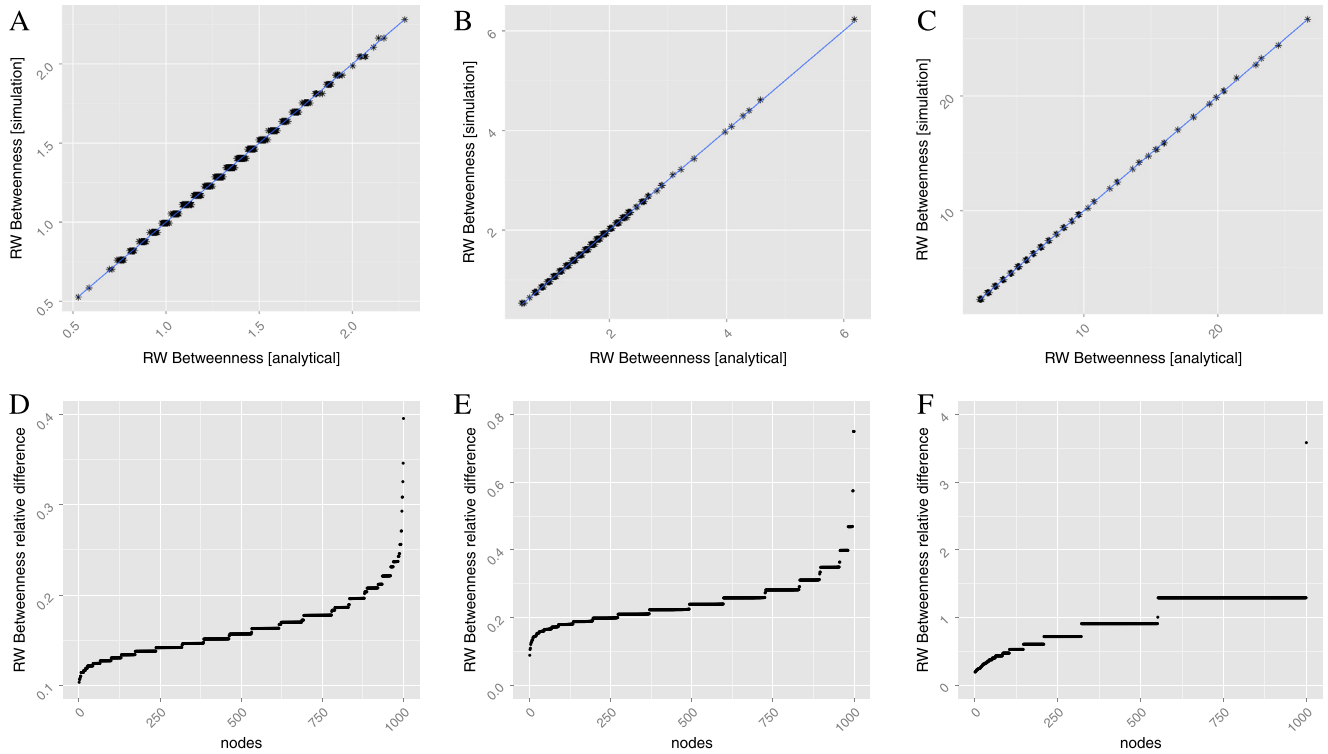 A
RW Betweenness [simulation]
2.0
1.5
1.0
0.5
0.5
1.0
1.5
2.0
RW Betweenness [analytical]
B
RW Betweenness [simulation]
6
4
2
2
4
6
RW Betweenness [analytical]
C
RW Betweenness [simulation]
20
10
10
20
RW Betweenness [analytical]
D
RW Betweenness relative difference
0.4
0.3
0.2
0.1
0
250
500
750
1000
nodes
E
RW Betweenness relative difference
0.8
0.6
0.4
0.2
0.0
0
250
500
750
1000
nodes
F
RW Betweenness relative difference
4
3
2
1
0
0
250
500
750
1000
nodes